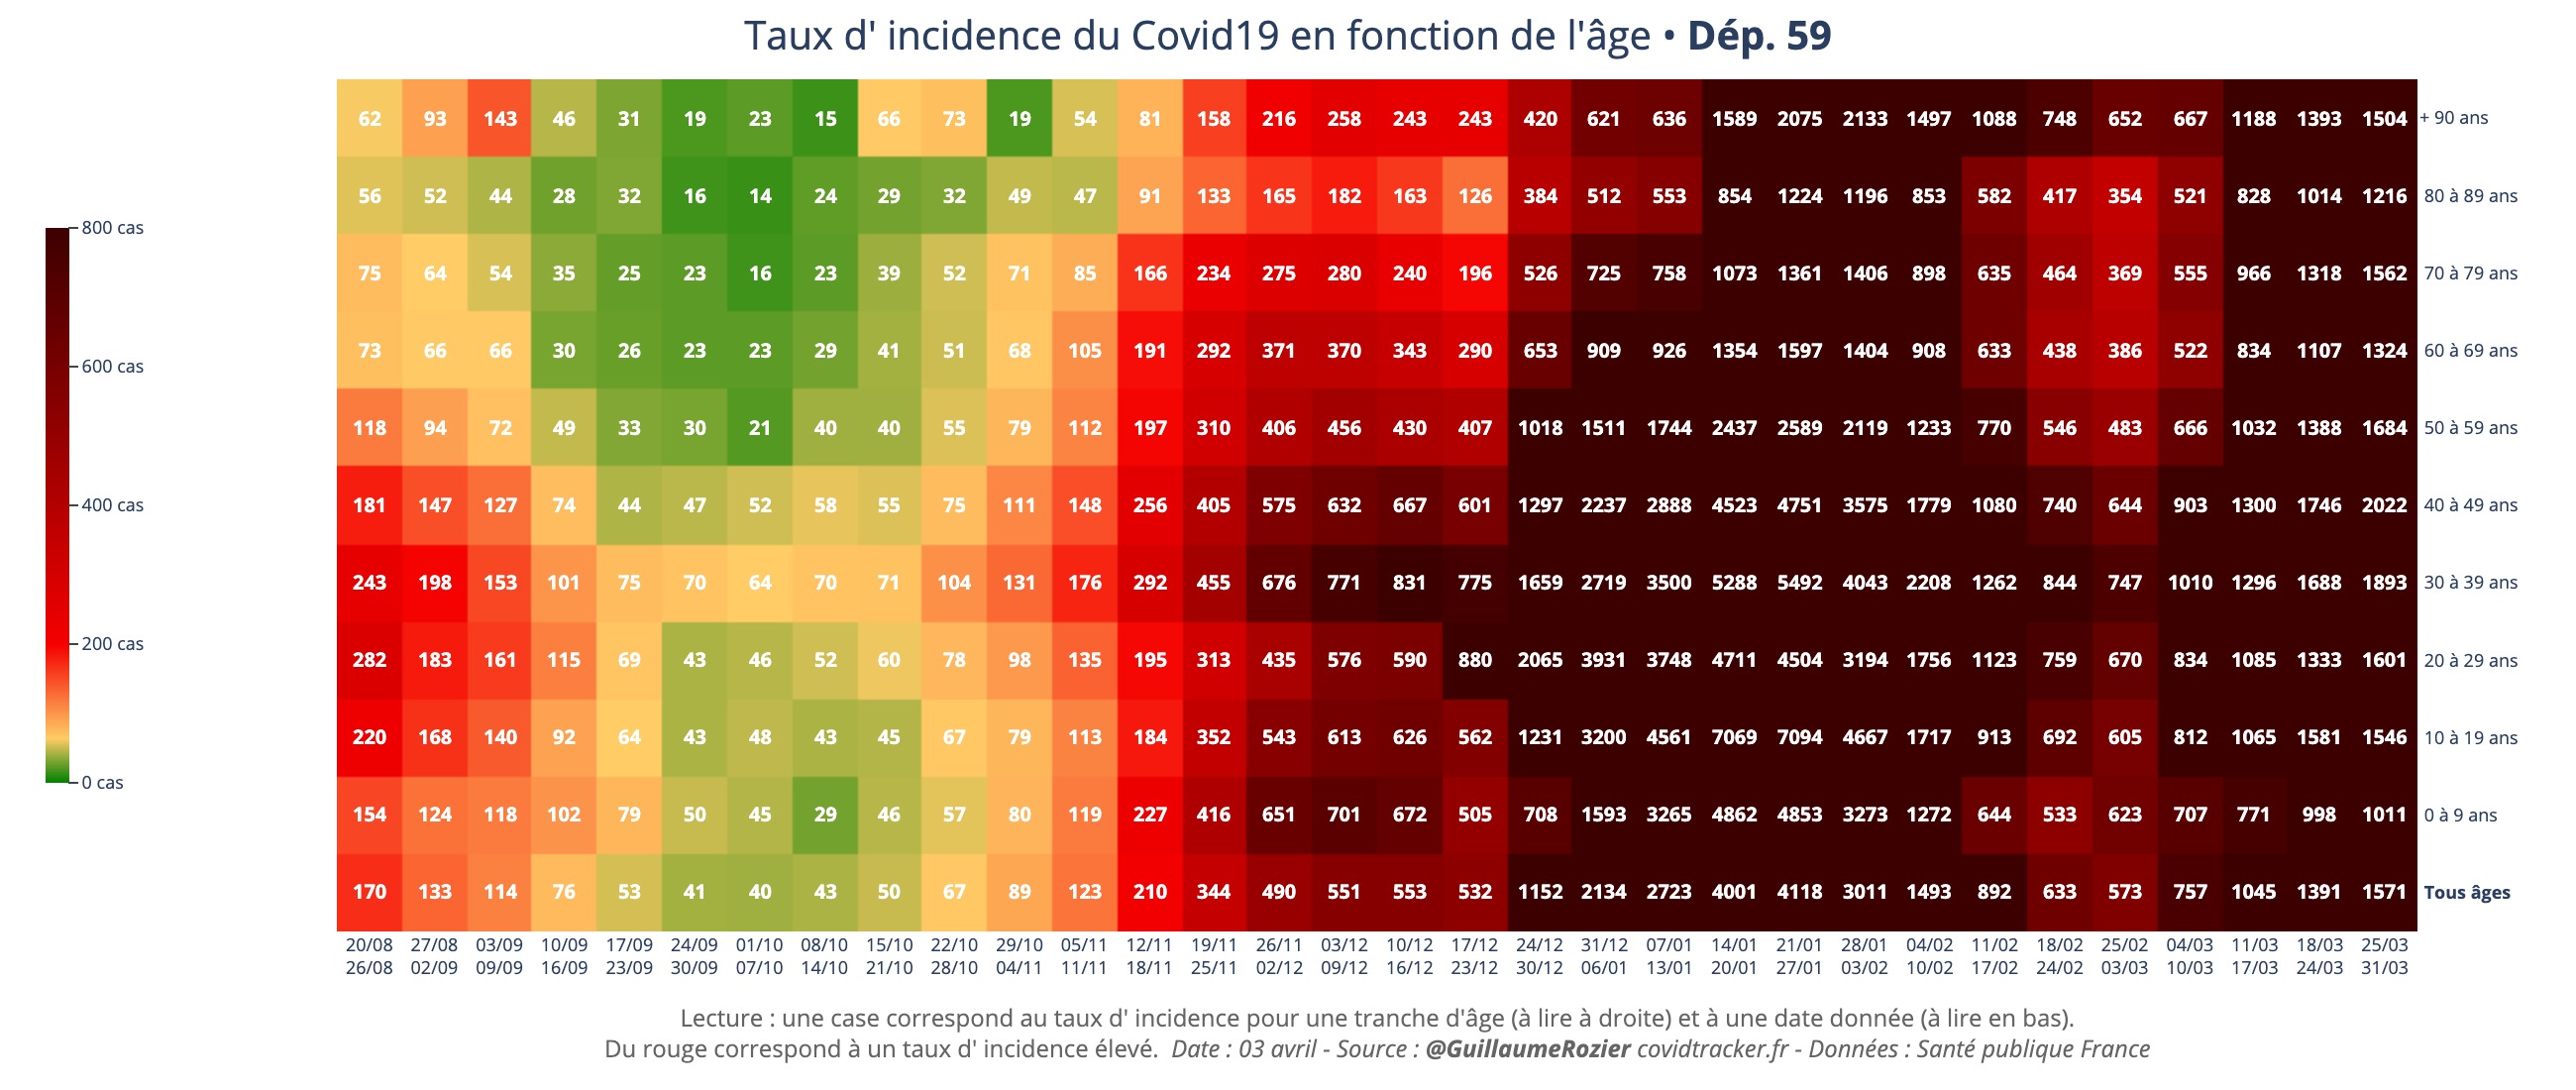 Taux d' incidence du Covid19 en fonction de l'âge • Dép. 59
800 cas
600 cas
400 cas
200 cas
0 cas
62 93 143 46 31 19 23 15 66 73 19 54 81 158 216 258 243 243 420 621 636 1589 2075 2133 1497 1088 748 652 667 1188 1393 1504 + 90 ans
56 52 44 28 32 16 14 24 29 32 49 47 91 133 165 182 163 126 384 512 553 854 1224 1196 853 582 417 354 521 828 1014 1216 80 à 89 ans
75 64 54 35 25 23 16 23 39 52 71 85 166 234 275 280 240 196 526 725 758 1073 1361 1406 898 635 464 369 555 966 1318 1562 70 à 79 ans
73 66 66 30 26 23 23 29 41 51 68 105 191 292 371 370 343 290 653 909 926 1354 1597 1404 908 633 438 386 522 834 1107 1324 60 à 69 ans
118 94 72 49 33 30 21 40 40 55 79 112 197 310 406 456 430 407 1018 1511 1744 2437 2589 2119 1233 770 546 483 666 1032 1388 1684 50 à 59 ans
181 147 127 74 44 47 52 58 55 75 111 148 256 405 575 632 667 601 1297 2237 2888 4523 4751 3575 1779 1080 740 644 903 1300 1746 2022 40 à 49 ans
243 198 153 101 75 70 64 70 71 104 131 176 292 455 676 771 831 775 1659 2719 3500 5288 5492 4043 2208 1262 844 747 1010 1296 1688 1893 30 à 39 ans
282 183 161 115 69 43 46 52 60 78 98 135 195 313 435 576 590 880 2065 3931 3748 4711 4504 3194 1756 1123 759 670 834 1085 1333 1601 20 à 29 ans
220 168 140 92 64 43 48 43 45 67 79 113 184 352 543 613 626 562 1231 3200 4561 7069 7094 4667 1717 913 692 605 812 1065 1581 1546 10 à 19 ans
154 124 118 102 79 50 45 29 46 57 80 119 227 416 651 701 672 505 708 1593 3265 4862 4853 3273 1272 644 533 623 707 771 998 1011 0 à 9 ans
170 133 114 76 53 41 40 43 50 67 89 123 210 344 490 551 553 532 1152 2134 2723 4001 4118 3011 1493 892 633 573 757 1045 1391 1571 Tous âges
20/08 27/08 03/09 10/09 17/09 24/09 01/10 08/10 15/10 22/10 29/10 05/11 12/11 19/11 26/11 03/12 10/12 17/12 24/12 31/12 07/01 14/01 21/01 28/01 04/02 11/02 18/02 25/02 04/03 11/03 18/03 25/03
26/08 02/09 09/09 16/09 23/09 30/09 07/10 14/10 21/10 28/10 04/11 11/11 18/11 25/11 02/12 09/12 16/12 23/12 30/12 06/01 13/01 20/01 27/01 03/02 10/02 17/02 24/02 03/03 10/03 17/03 24/03 31/03
Lecture : une case correspond au taux d' incidence pour une tranche d'âge (à lire à droite) et à une date donnée (à lire en bas).
Du rouge correspond à un taux d' incidence élevé. Date : 03 avril - Source : @GuillaumeRozier covidtracker.fr - Données : Santé publique France